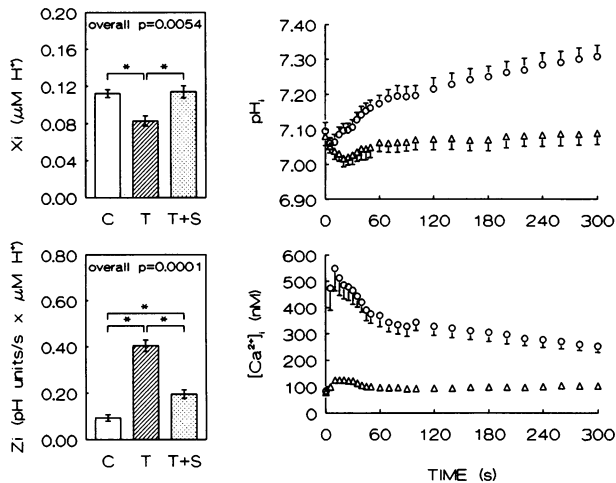 Xi (µM H⁺)
0.20
0.16
0.12
0.08
0.04
0.00
overall p=0.0054
* *
C T T+S
pHi
7.40
7.30
7.20
7.10
7.00
6.90
0 60 120 180 240 300
Zi (pH units/s × µM H⁺)
0.80
0.60
0.40
0.20
0.00
overall p=0.0001
*
* *
C T T+S
[Ca²⁺]i (nM)
600
500
400
300
200
100
0
0 60 120 180 240 300
TIME (s)